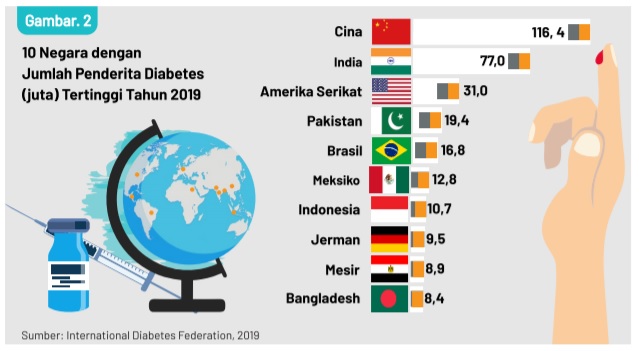 Gambar. 2
10 Negara dengan
Jumlah Penderita Diabetes
(juta) Tertinggi Tahun 2019
Cina 116, 4
India 77,0
Amerika Serikat 31,0
Pakistan 19,4
Brasil 16,8
Meksiko 12,8
Indonesia 10,7
Jerman 9,5
Mesir 8,9
Bangladesh 8,4
Sumber: International Diabetes Federation, 2019